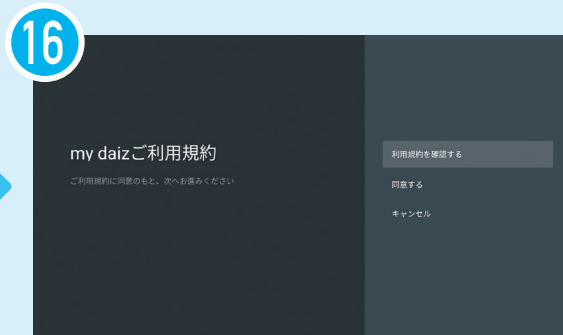 16
my daizご利用規約
ご利用規約に同意のもと、次へお進みください
利用規約を確認する
同意する
キャンセル